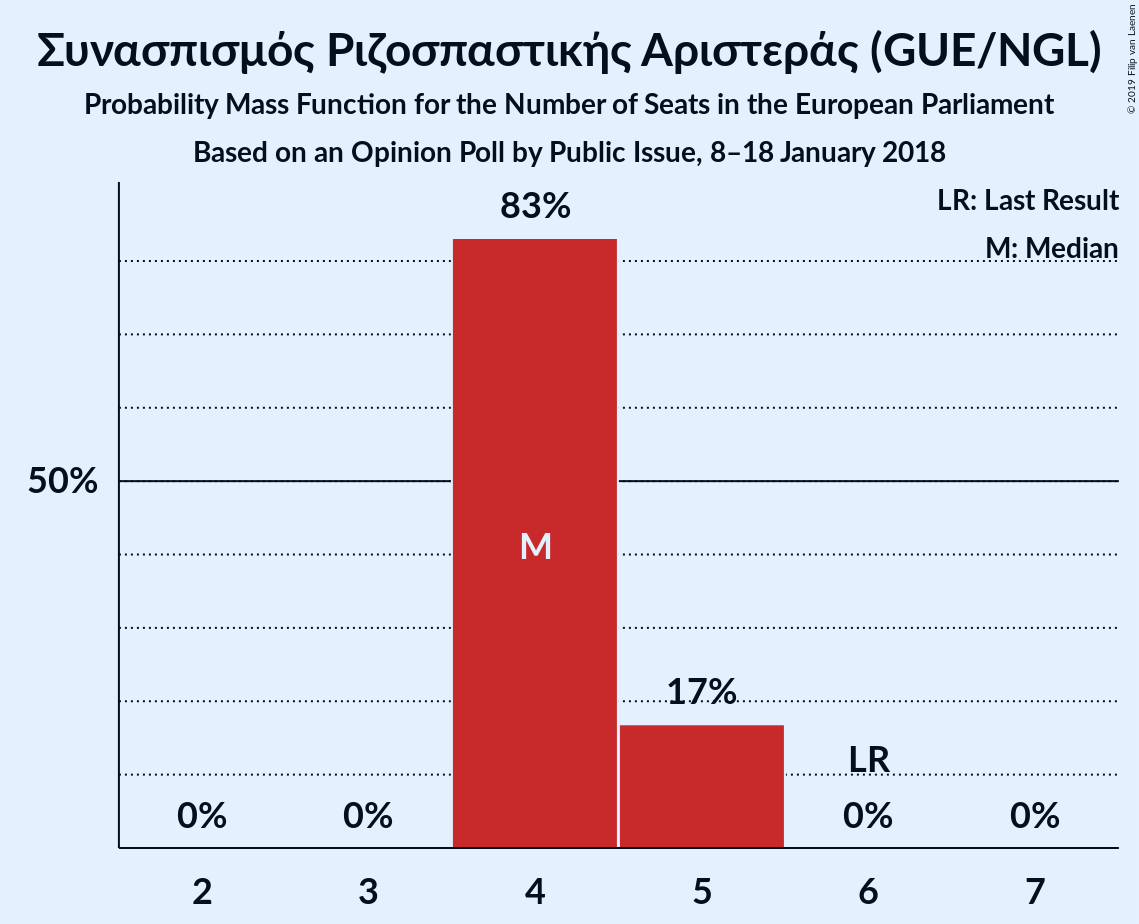 Συνασπισμός Ριζοσπαστικής Αριστεράς (GUE/NGL)
Probability Mass Function for the Number of Seats in the European Parliament
Based on an Opinion Poll by Public Issue, 8–18 January 2018
© 2019 Filip van Laenen
LR: Last Result
M: Median
83%
50%
M
17%
LR
0% 0% 0% 0%
2 3 4 5 6 7